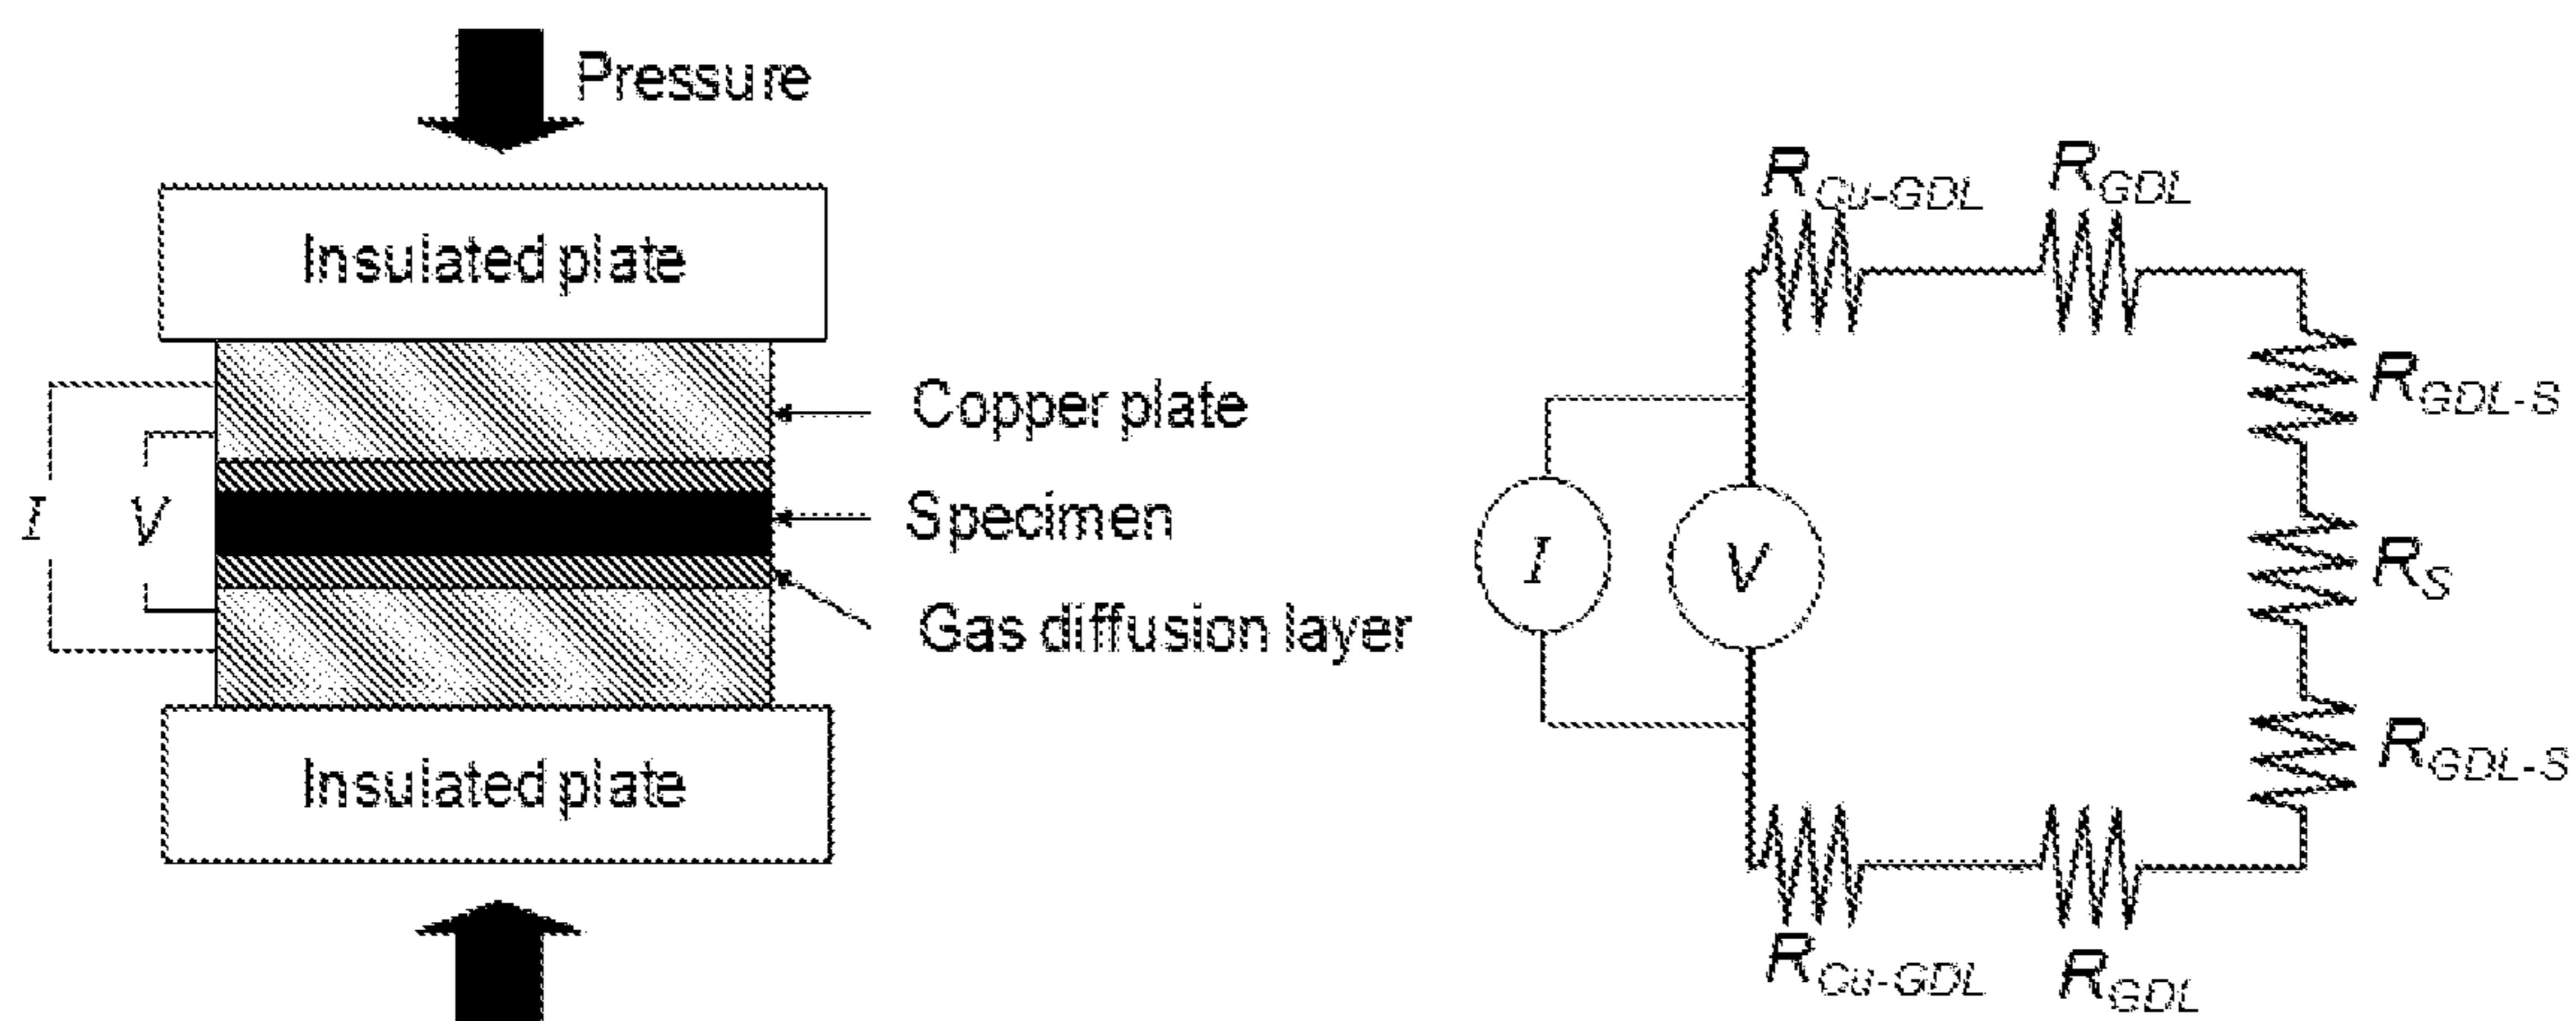 Pressure
Insulated plate
Copper plate
I
V
Specimen
Gas diffusion layer
Insulated plate
R_Cu-GDL
R_GDL
R_GDL-S
I
V
R_S
R_GDL-S
R_Cu-GDL
R_GDL